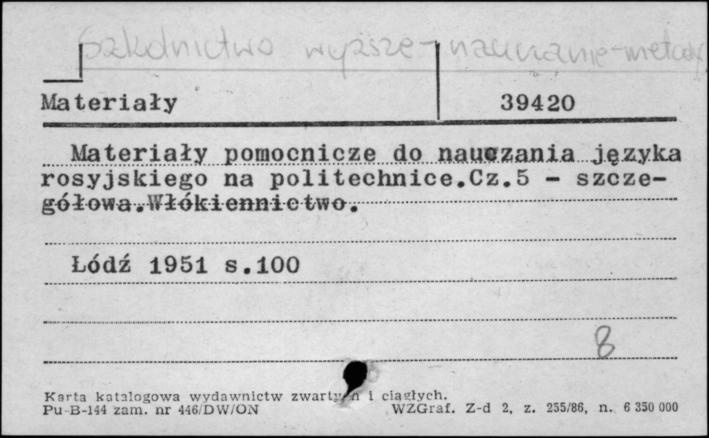 Szkolnictwo wyższe - nauczanie - metody
Materiały 39420
Materiały pomocnicze do nauczania języka
rosyjskiego na politechnice.Cz.5 - szcze-
gółowa.Włókiennictwo.
Łódź 1951 s.100
8
Karta katalogowa wydawnictw zwartych i ciągłych.
Pu-B-144 zam. nr 446/DW/ON WZGraf. Z-d 2, z. 255/86, n. 6 350 000